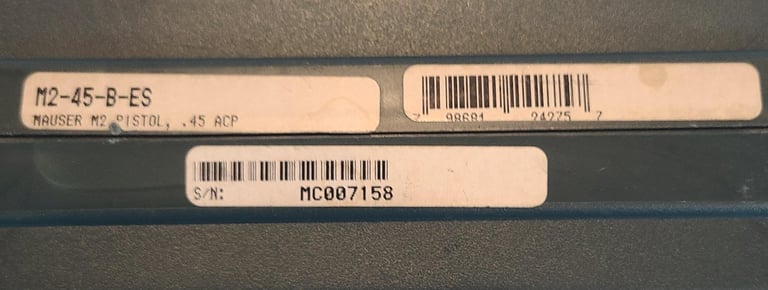 M2-45-B-ES
MAUSER M2 PISTOL, .45 ACP
7 98681 24275 7
S/N: MC007158